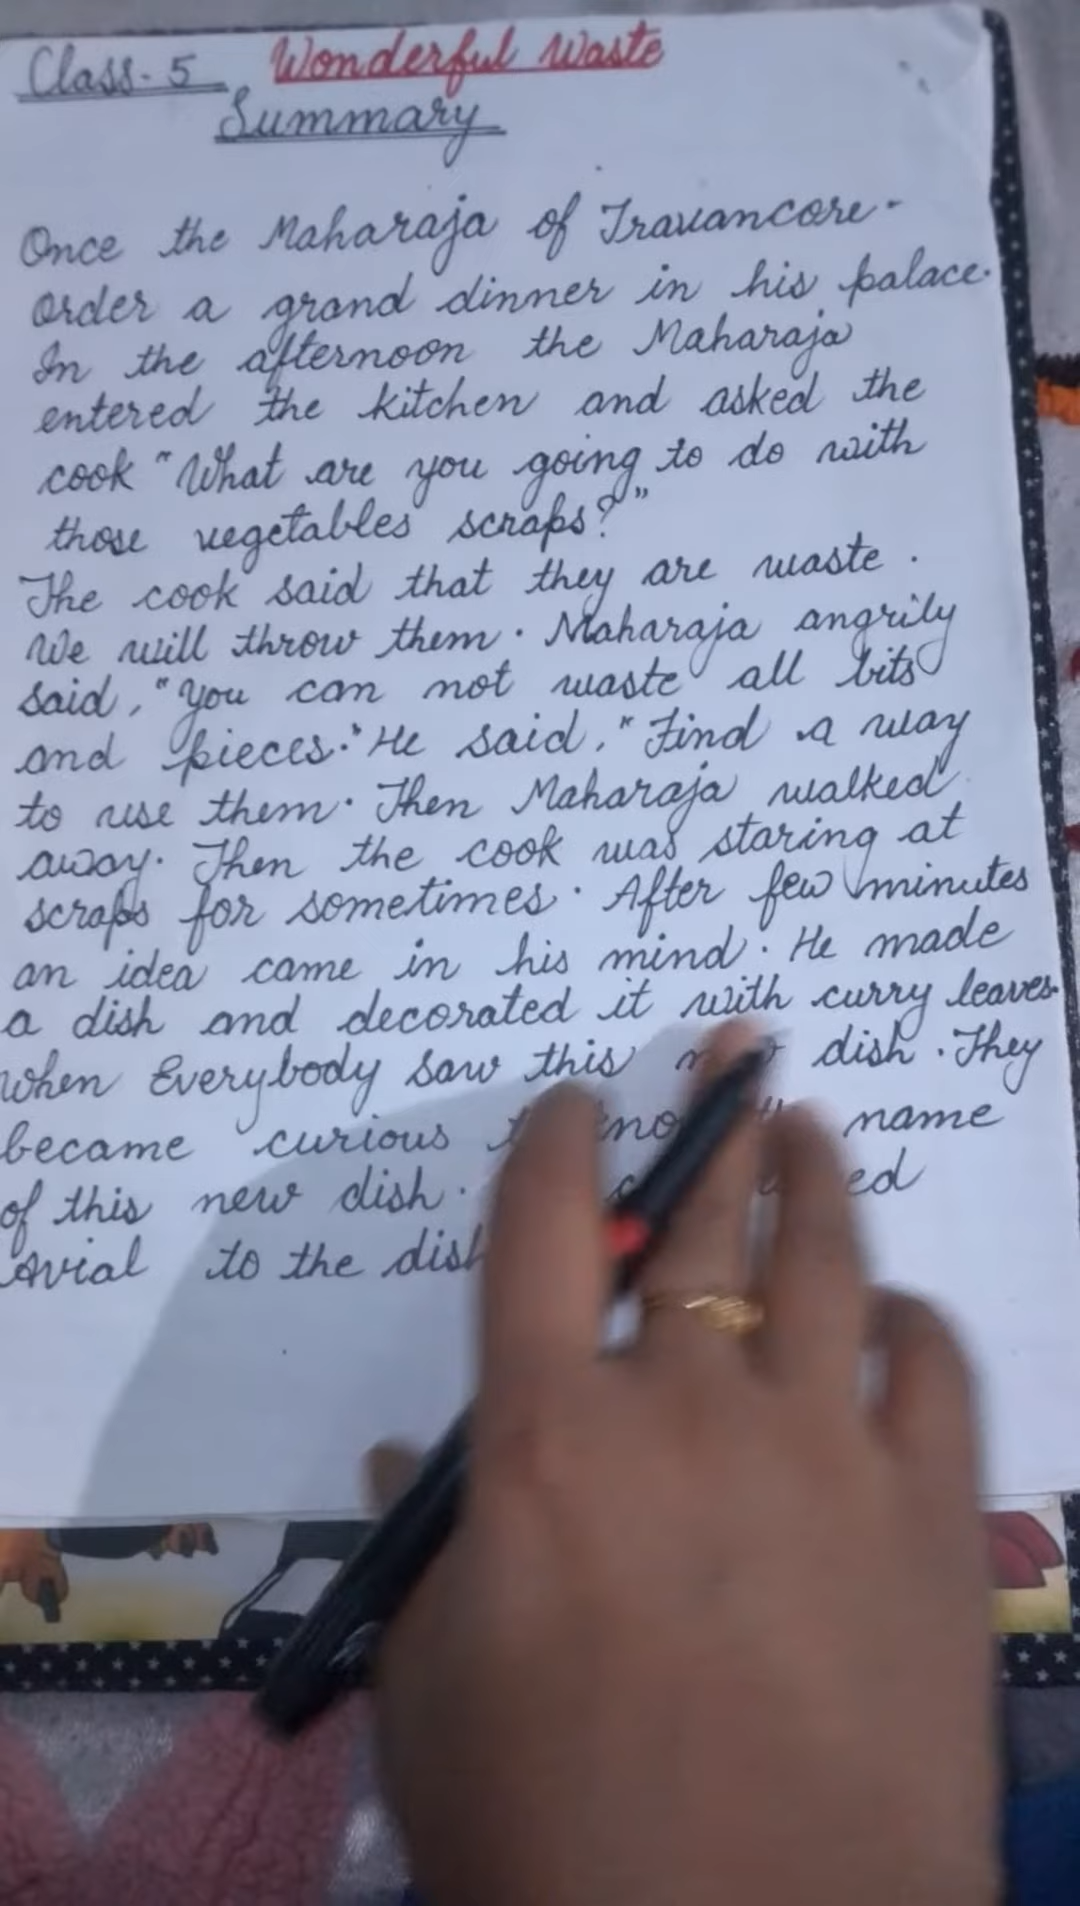 Class - 5 Wonderful Waste
Summary
Once the Maharaja of Travancore -
order a grand dinner in his palace.
In the afternoon the Maharaja
entered the kitchen and asked the
cook "What are you going to do with
those vegetables scraps?"
The cook said that they are waste .
We will throw them . Maharaja angrily
said, "You can not waste all bits
and pieces." He said, "Find a way
to use them . Then Maharaja walked
away . Then the cook was staring at
scraps for sometimes . After few minutes
an idea came in his mind . He made
a dish and decorated it with curry leaves.
when Everybody saw this dish . They
became curious name
of this new dish .
Avial to the dish